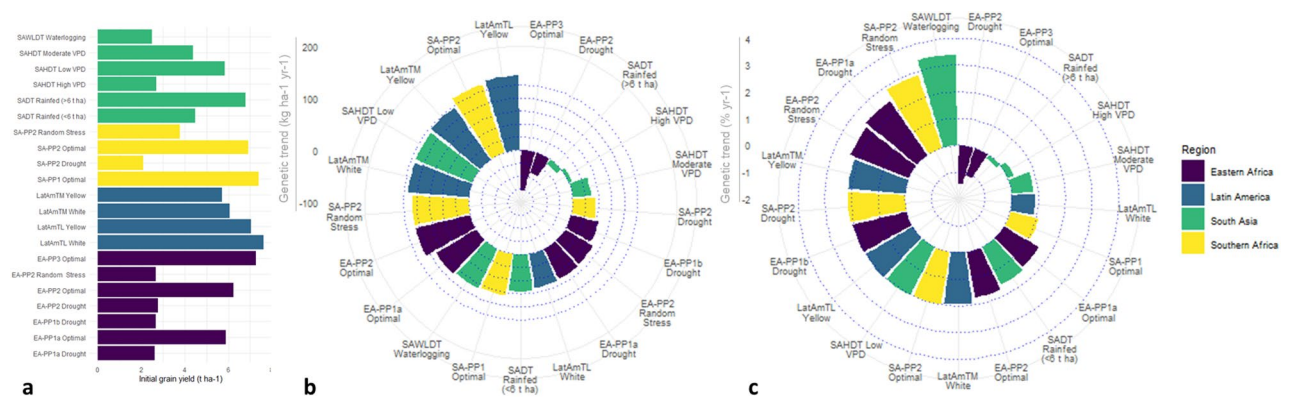 SAWLDT Waterlogging
SAHDT Moderate VPD
SAHDT Low VPD
SAHDT High VPD
SADT Rainfed (>6 t ha)
SADT Rainfed (<6 t ha)
SA-PP2 Random Stress
SA-PP2 Optimal
SA-PP2 Drought
SA-PP1 Optimal
LatAmTM Yellow
LatAmTM White
LatAmTL Yellow
LatAmTL White
EA-PP3 Optimal
EA-PP2 Random Stress
EA-PP2 Optimal
EA-PP2 Drought
EA-PP1b Drought
EA-PP1a Optimal
EA-PP1a Drought
0 2 4 6
Initial grain yield (t ha-1)
a
Genetic trend (kg ha-1 yr-1)
200
100
0
-100
LatAmTL
Yellow
EA-PP3
Optimal
EA-PP2
Drought
SADT
Rainfed
(>6 t ha)
SAHDT
High VPD
SAHDT
Moderate
VPD
SA-PP2
Drought
EA-PP1b
Drought
EA-PP2
Random
Stress
EA-PP1a
Drought
LatAmTL
White
SADT
Rainfed
(<6 t ha)
SA-PP1
Optimal
SAWLDT
Waterlogging
EA-PP1a
Optimal
EA-PP2
Optimal
SA-PP2
Random
Stress
LatAmTM
White
SAHDT Low
VPD
LatAmTM
Yellow
SA-PP2
Optimal
b
Genetic trend (% yr-1)
4
3
2
1
0
-1
-2
SAWLDT
Waterlogging
EA-PP2
Drought
EA-PP3
Optimal
SADT
Rainfed
(>6 t ha)
SAHDT
High VPD
SAHDT
Moderate
VPD
LatAmTL
White
SA-PP1
Optimal
EA-PP1a
Optimal
SADT
Rainfed
(<6 t ha)
EA-PP2
Optimal
LatAmTM
White
SA-PP2
Optimal
SAHDT Low
VPD
LatAmTL
Yellow
EA-PP1b
Drought
SA-PP2
Drought
LatAmTM
Yellow
EA-PP2
Random
Stress
EA-PP1a
Drought
SA-PP2
Random
Stress
c
Region
Eastern Africa
Latin America
South Asia
Southern Africa